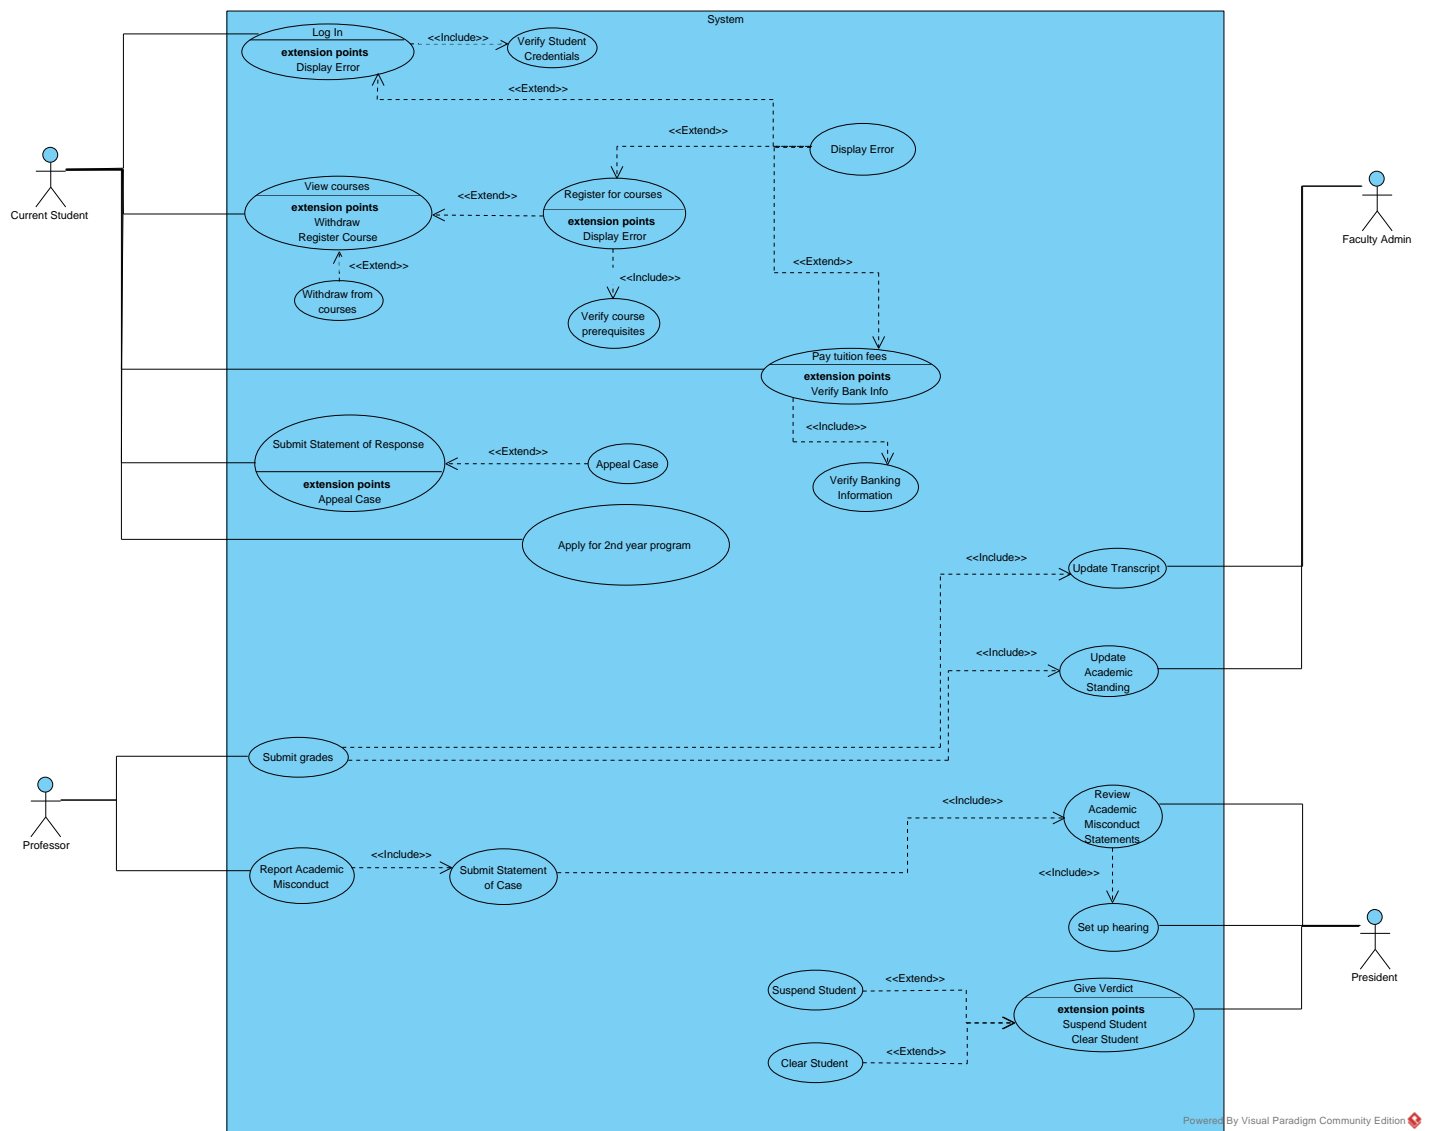 System
Log In
extension points
Display Error
<<Include>>
Verify Student
Credentials
<<Extend>>
<<Extend>>
Display Error
Current Student
View courses
extension points
Withdraw
Register Course
<<Extend>>
Register for courses
extension points
Display Error
Faculty Admin
<<Extend>>
Withdraw from
courses
<<Include>>
Verify course
prerequisites
<<Extend>>
Pay tuition fees
extension points
Verify Bank Info
<<Include>>
Verify Banking
Information
Submit Statement of Response
extension points
Appeal Case
<<Extend>>
Appeal Case
Apply for 2nd year program
<<Include>>
Update Transcript
<<Include>>
Update
Academic
Standing
Submit grades
Professor
Report Academic
Misconduct
<<Include>>
Submit Statement
of Case
<<Include>>
Review
Academic
Misconduct
Statements
<<Include>>
Set up hearing
President
Suspend Student
<<Extend>>
Clear Student
<<Extend>>
Give Verdict
extension points
Suspend Student
Clear Student
Powered By Visual Paradigm Community Edition